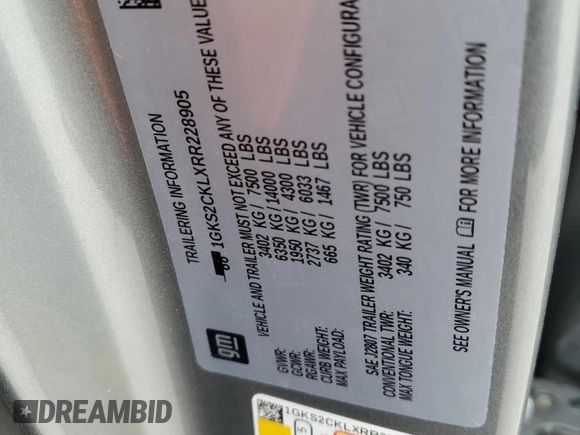 TRAILERING INFORMATION
1GKS2CKLXRR228905
VEHICLE AND TRAILER MUST NOT EXCEED ANY OF THESE VALUE
GVWR: 3402 KG / 7500 LBS
GCWR: 6350 KG / 14000 LBS
RGAWR: 1950 KG / 4300 LBS
CURB WEIGHT: 2737 KG / 6033 LBS
MAX PAYLOAD: 665 KG / 1467 LBS
SAE J2807 TRAILER WEIGHT RATING (TWR) FOR VEHICLE CONFIGURA
CONVENTIONAL TWR: 3402 KG / 7500 LBS
MAX TONGUE WEIGHT: 340 KG / 750 LBS
SEE OWNER'S MANUAL FOR MORE INFORMATION
gm
1GKS2CKLXRR2
DREAMBID